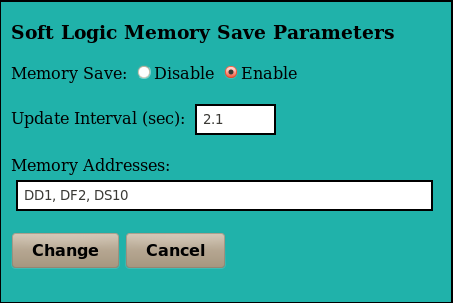 Soft Logic Memory Save Parameters
Memory Save: Disable Enable
Update Interval (sec): 2.1
Memory Addresses:
DD1, DF2, DS10
Change Cancel